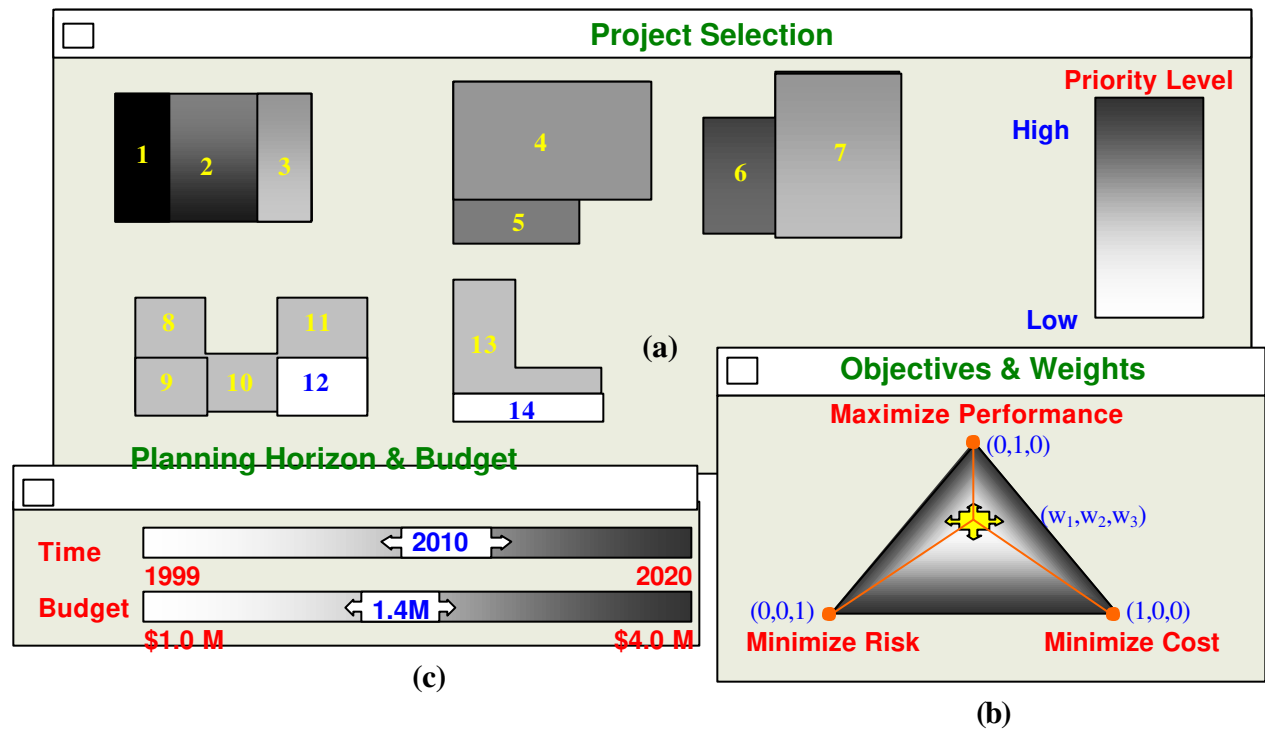 Project Selection
Priority Level
High
Low
1 2 3
4
5
6 7
8 11
9 10 12
13
14
(a)
Objectives & Weights
Maximize Performance
(0,1,0)
(w1,w2,w3)
(0,0,1) (1,0,0)
Minimize Risk Minimize Cost
(b)
Planning Horizon & Budget
Time 2010
1999 2020
Budget 1.4M
$1.0 M $4.0 M
(c)